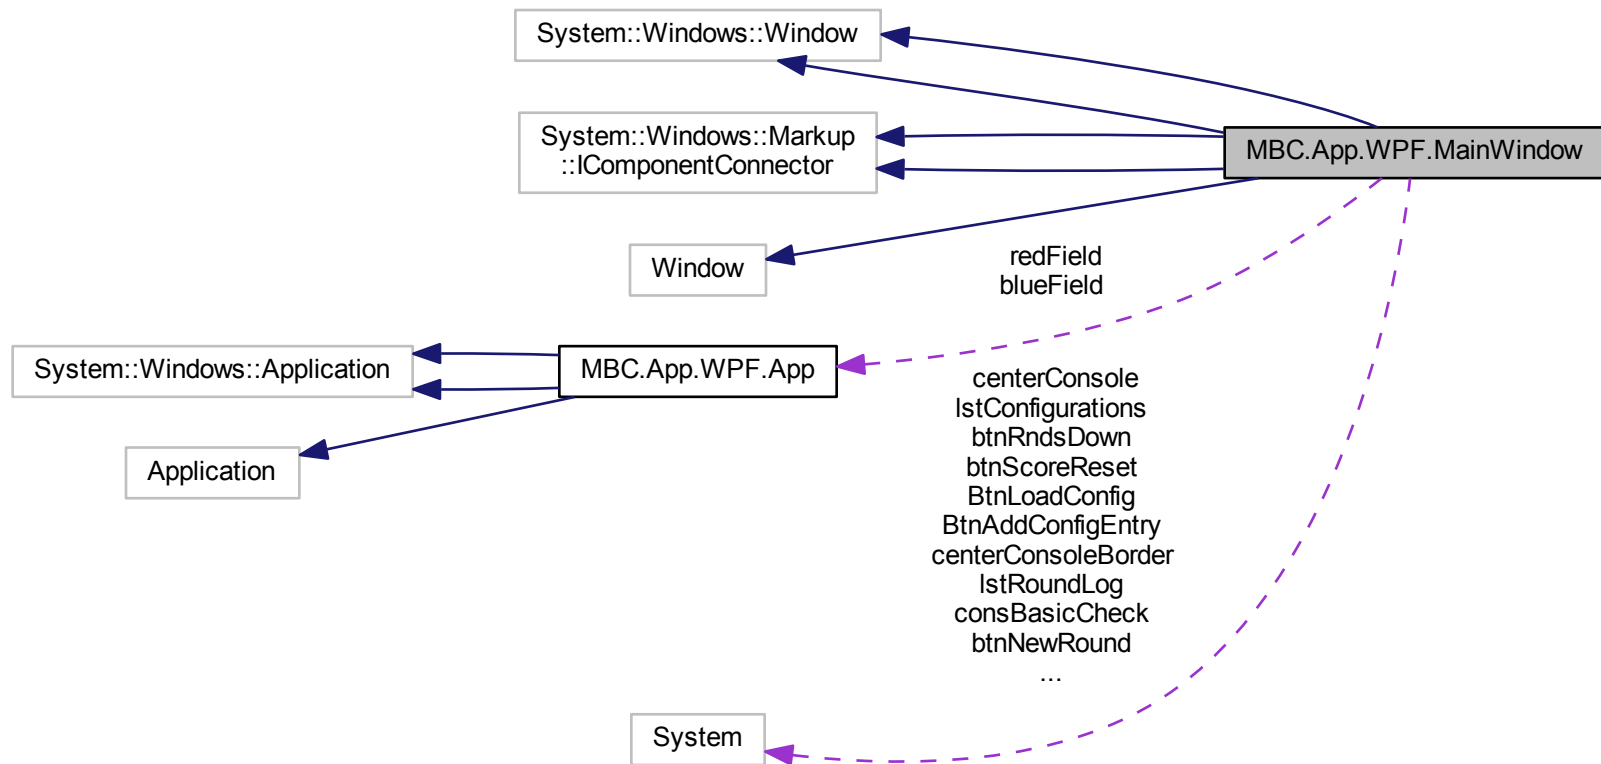 System::Windows::Window
System::Windows::Markup
::IComponentConnector
MBC.App.WPF.MainWindow
Window
redField
blueField
System::Windows::Application
MBC.App.WPF.App
Application
centerConsole
lstConfigurations
btnRndsDown
btnScoreReset
BtnLoadConfig
BtnAddConfigEntry
centerConsoleBorder
lstRoundLog
consBasicCheck
btnNewRound
...
System